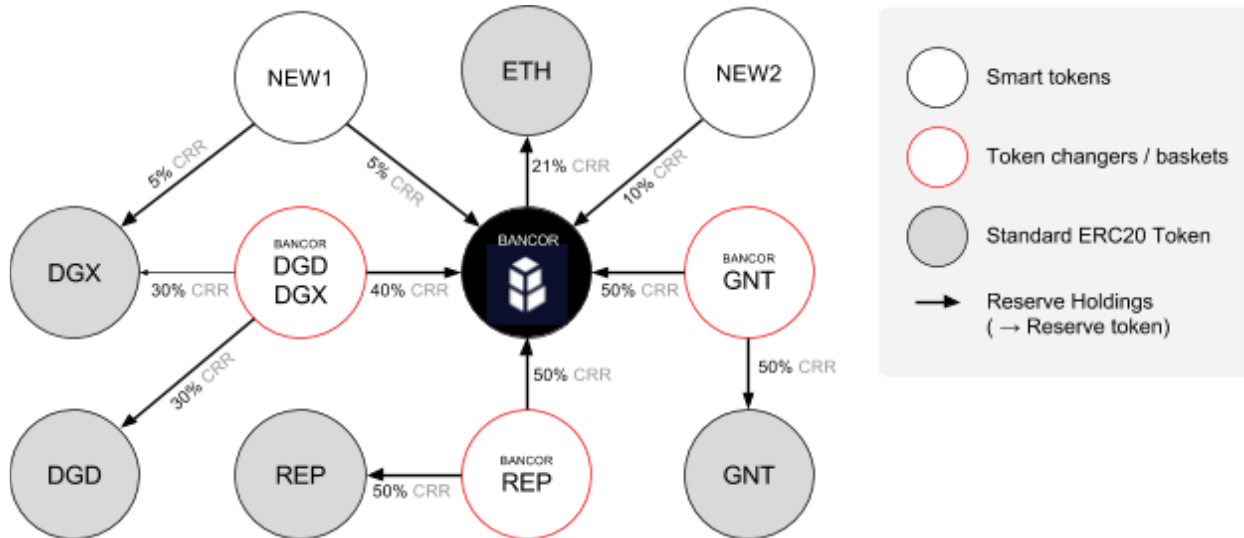 NEW1
ETH
NEW2
Smart tokens
5% CRR
5% CRR
21% CRR
10% CRR
Token changers / baskets
DGX
BANCOR
DGD
DGX
BANCOR
BANCOR
GNT
Standard ERC20 Token
30% CRR
40% CRR
50% CRR
Reserve Holdings
( → Reserve token)
30% CRR
50% CRR
50% CRR
DGD
REP
BANCOR
REP
GNT
50% CRR